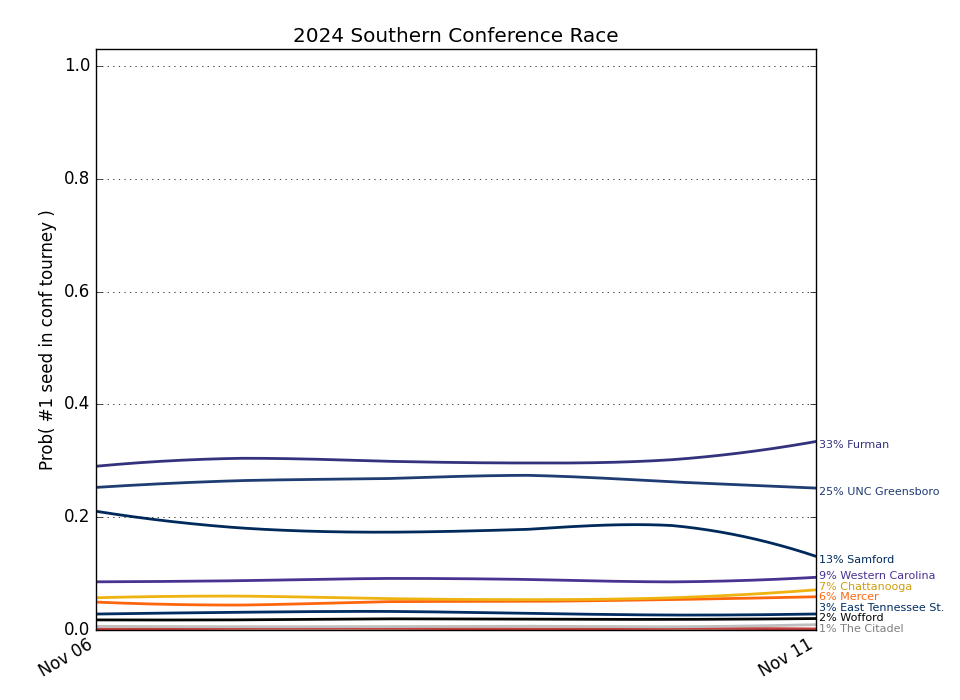 2024 Southern Conference Race
Prob( #1 seed in conf tourney )
1.0
0.8
0.6
0.4
0.2
0.0
Nov 06
Nov 11
33% Furman
25% UNC Greensboro
13% Samford
9% Western Carolina
7% Chattanooga
6% Mercer
3% East Tennessee St.
2% Wofford
1% The Citadel